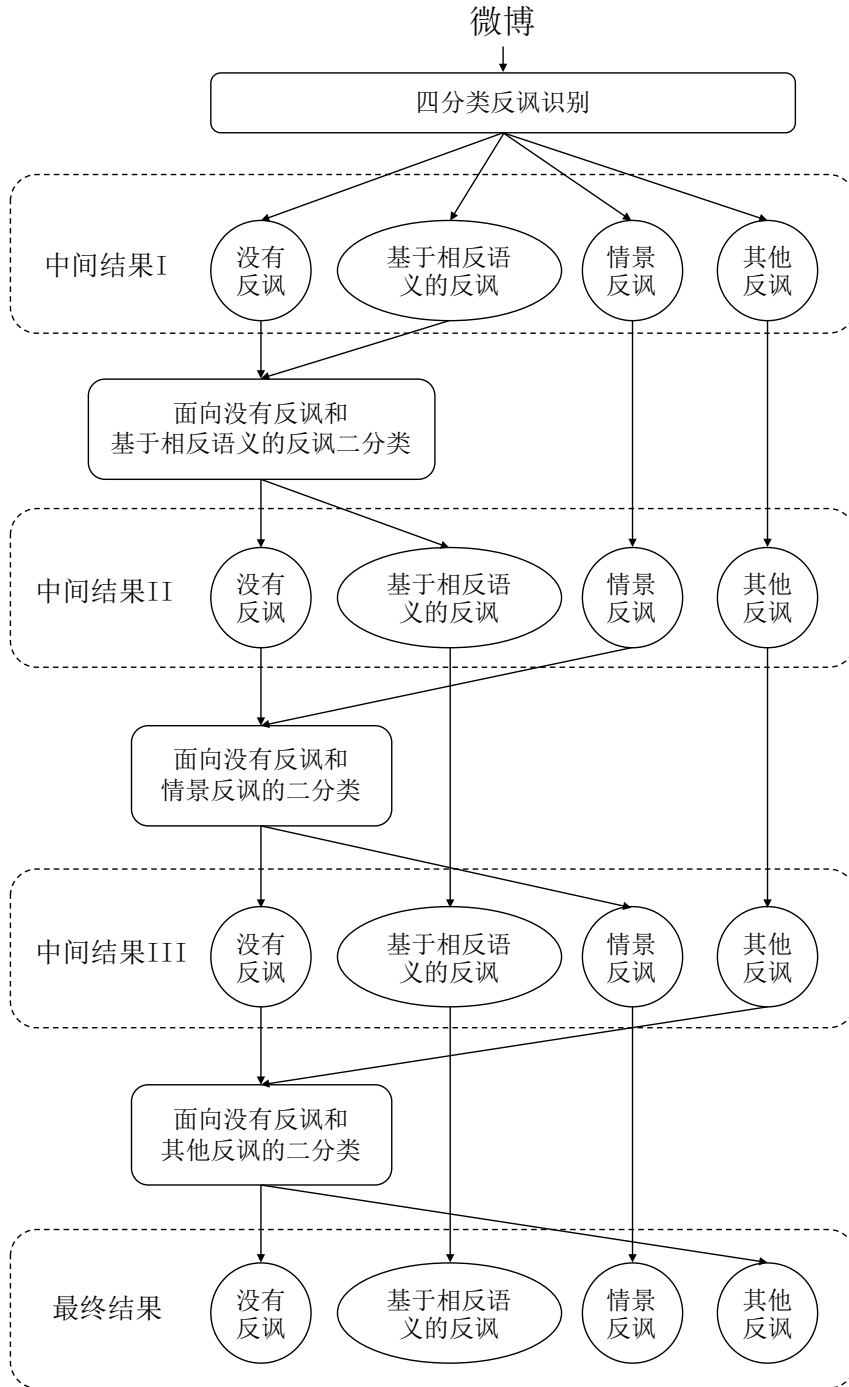 微博
四分类反讽识别
中间结果I
没有
反讽
基于相反语
义的反讽
情景
反讽
其他
反讽
面向没有反讽和
基于相反语义的反讽二分类
中间结果II
没有
反讽
基于相反语
义的反讽
情景
反讽
其他
反讽
面向没有反讽和
情景反讽的二分类
中间结果III
没有
反讽
基于相反语
义的反讽
情景
反讽
其他
反讽
面向没有反讽和
其他反讽的二分类
最终结果
没有
反讽
基于相反语
义的反讽
情景
反讽
其他
反讽